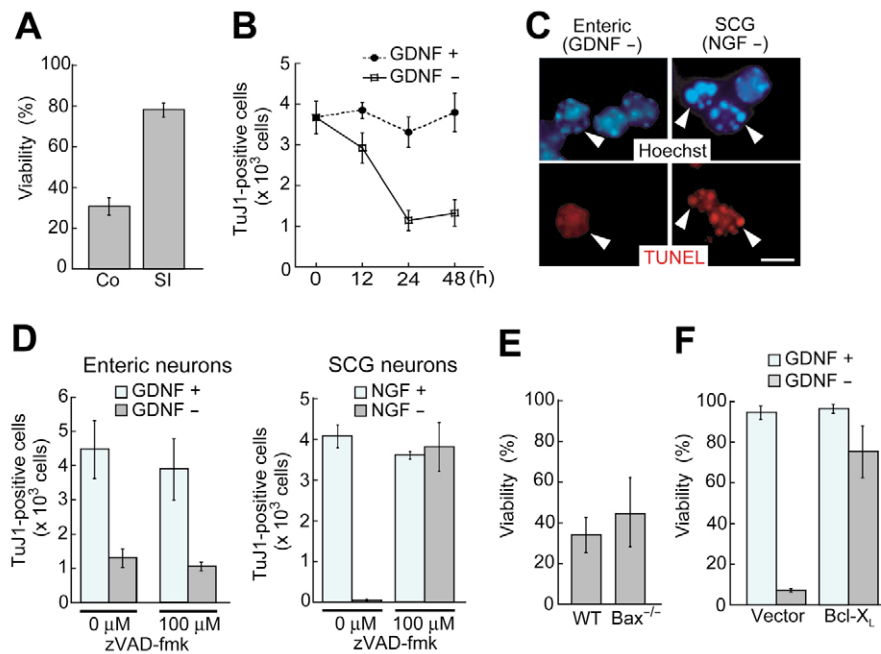 A
Viability (%)
100
80
60
40
20
0
Co SI
B
GDNF +
GDNF –
TuJ1-positive cells
(x 10³ cells)
5
4
3
2
1
0
0 12 24 48 (h)
C
Enteric
(GDNF –)
SCG
(NGF –)
Hoechst
TUNEL
D
Enteric neurons
GDNF +
GDNF –
TuJ1-positive cells
(x 10³ cells)
6
5
4
3
2
1
0
0 μM 100 μM
zVAD-fmk
SCG neurons
NGF +
NGF –
TuJ1-positive cells
(x 10³ cells)
5
4
3
2
1
0
0 μM 100 μM
zVAD-fmk
E
Viability (%)
100
80
60
40
20
0
WT Bax⁻/⁻
F
GDNF +
GDNF –
Viability (%)
100
80
60
40
20
0
Vector Bcl-X_L